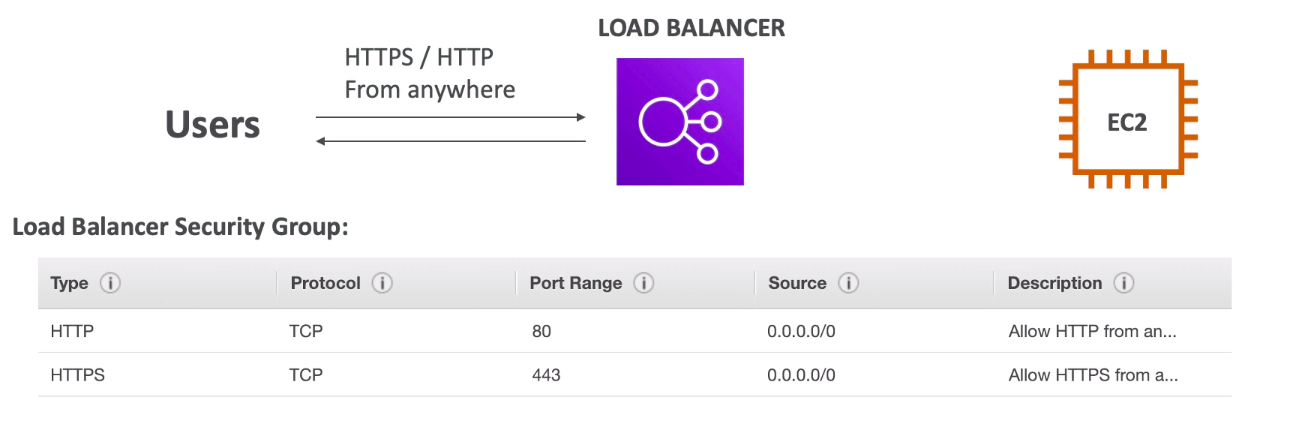 LOAD BALANCER
HTTPS / HTTP
From anywhere
Users
EC2
Load Balancer Security Group:
Type i Protocol i Port Range i Source i Description i
HTTP TCP 80 0.0.0.0/0 Allow HTTP from an...
HTTPS TCP 443 0.0.0.0/0 Allow HTTPS from a...